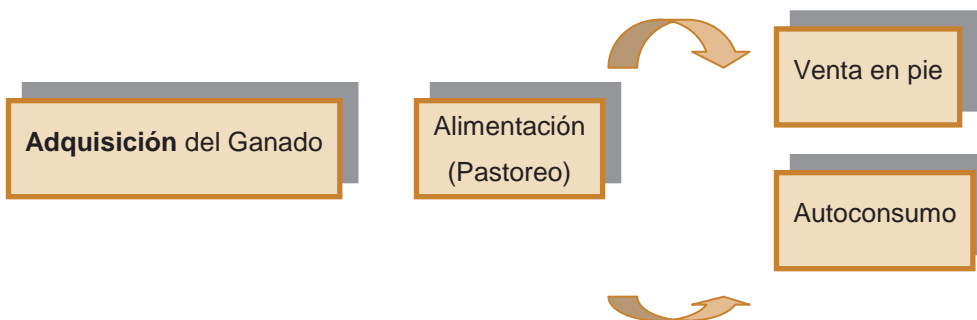 Adquisición del Ganado
Alimentación
(Pastoreo)
Venta en pie
Autoconsumo